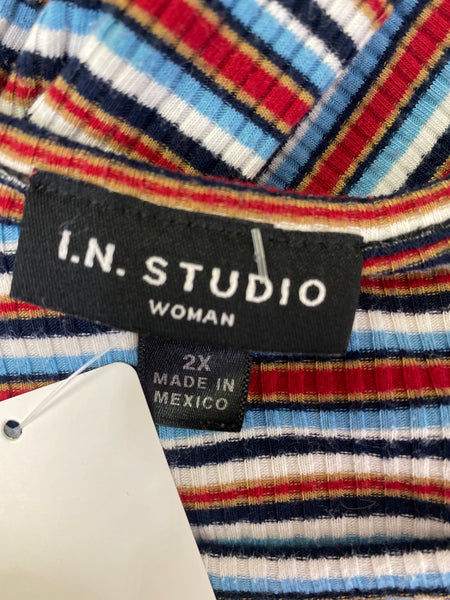 I.N. STUDIO
WOMAN
2X
MADE IN
MEXICO